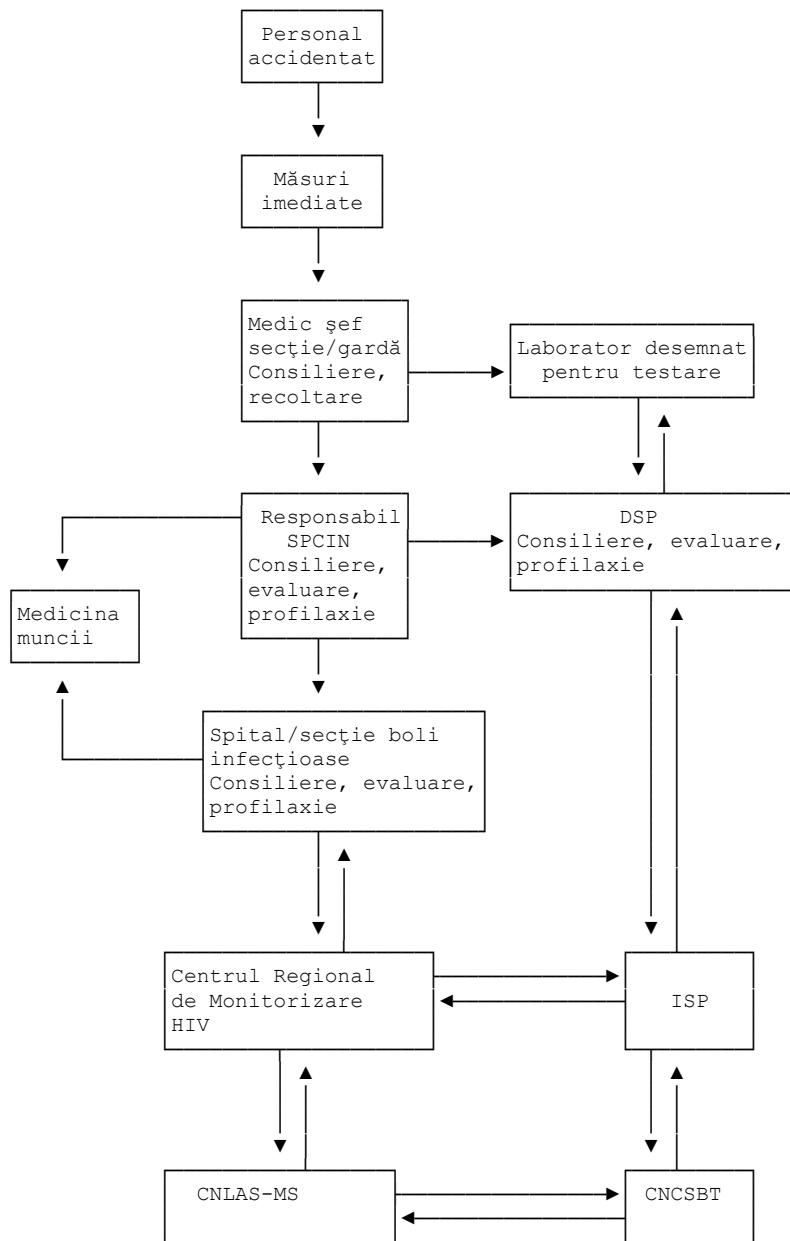 Personal
accidentat
Măsuri
imediate
Medic şef
secţie/gardă
Consiliere,
recoltare
Laborator desemnat
pentru testare
Responsabil
SPCIN
Consiliere,
evaluare,
profilaxie
DSP
Consiliere, evaluare,
profilaxie
Medicina
muncii
Spital/secţie boli
infecţioase
Consiliere, evaluare,
profilaxie
Centrul Regional
de Monitorizare
HIV
ISP
CNLAS-MS
CNCSBT